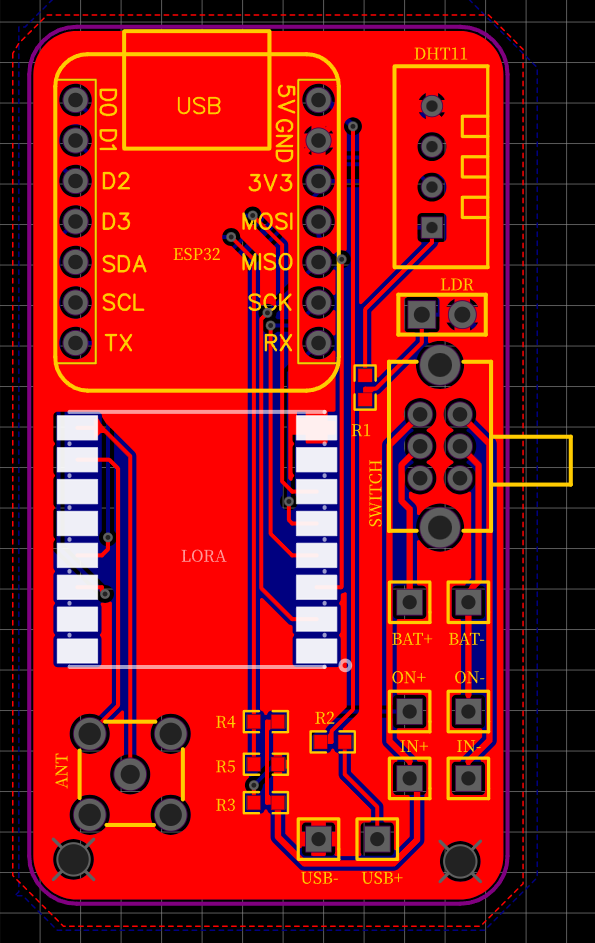 DHT11
D0
USB
5V
D1
GND
D2
3V3
D3
MOSI
ESP32
SDA
MISO
LDR
SCL
SCK
TX
RX
R1
SWITCH
LORA
BAT+
BAT-
ON+
ON-
R4
R2
IN+
IN-
ANT
R5
R3
USB-
USB+